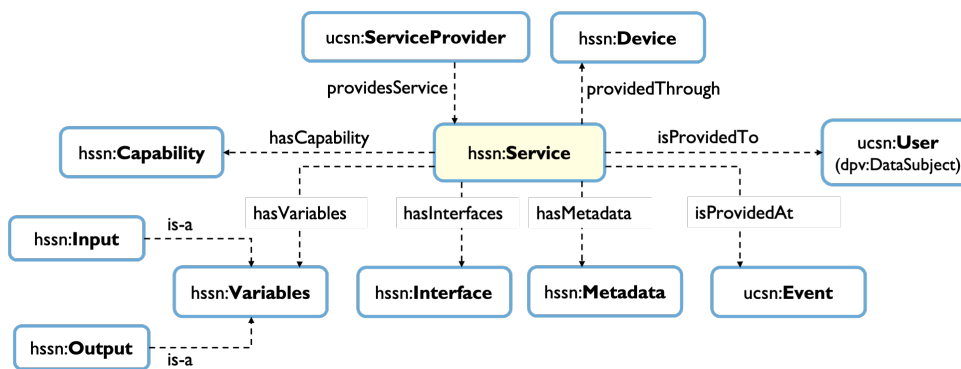 ucsn:ServiceProvider
hssn:Device
providesService
providedThrough
hasCapability
isProvidedTo
hssn:Capability
hssn:Service
ucsn:User
(dpv:DataSubject)
hasVariables
hasInterfaces
hasMetadata
isProvidedAt
is-a
hssn:Input
hssn:Variables
hssn:Interface
hssn:Metadata
ucsn:Event
hssn:Output
is-a